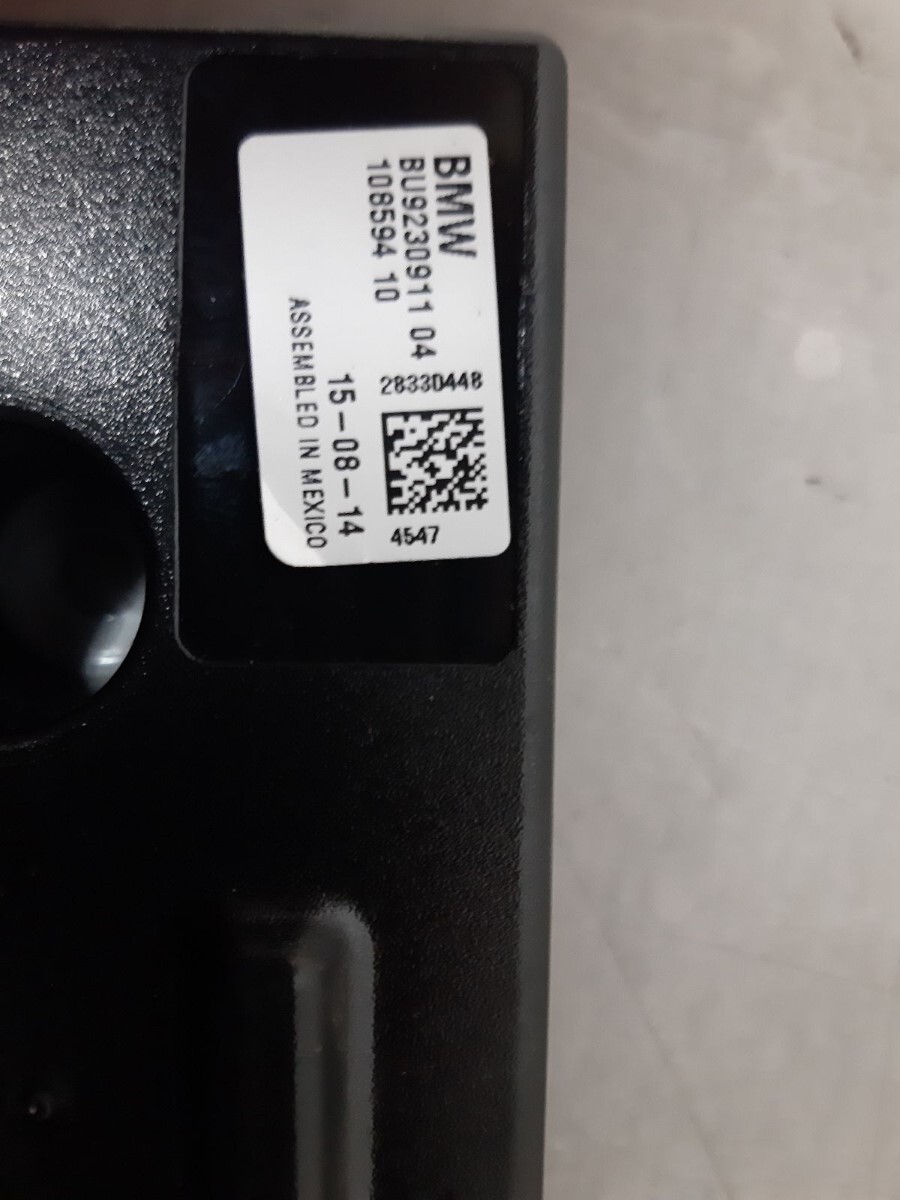 BMW
BU9230911 04
108594 10
2833D448
4547
15-08-14
ASSEMBLED IN MEXICO